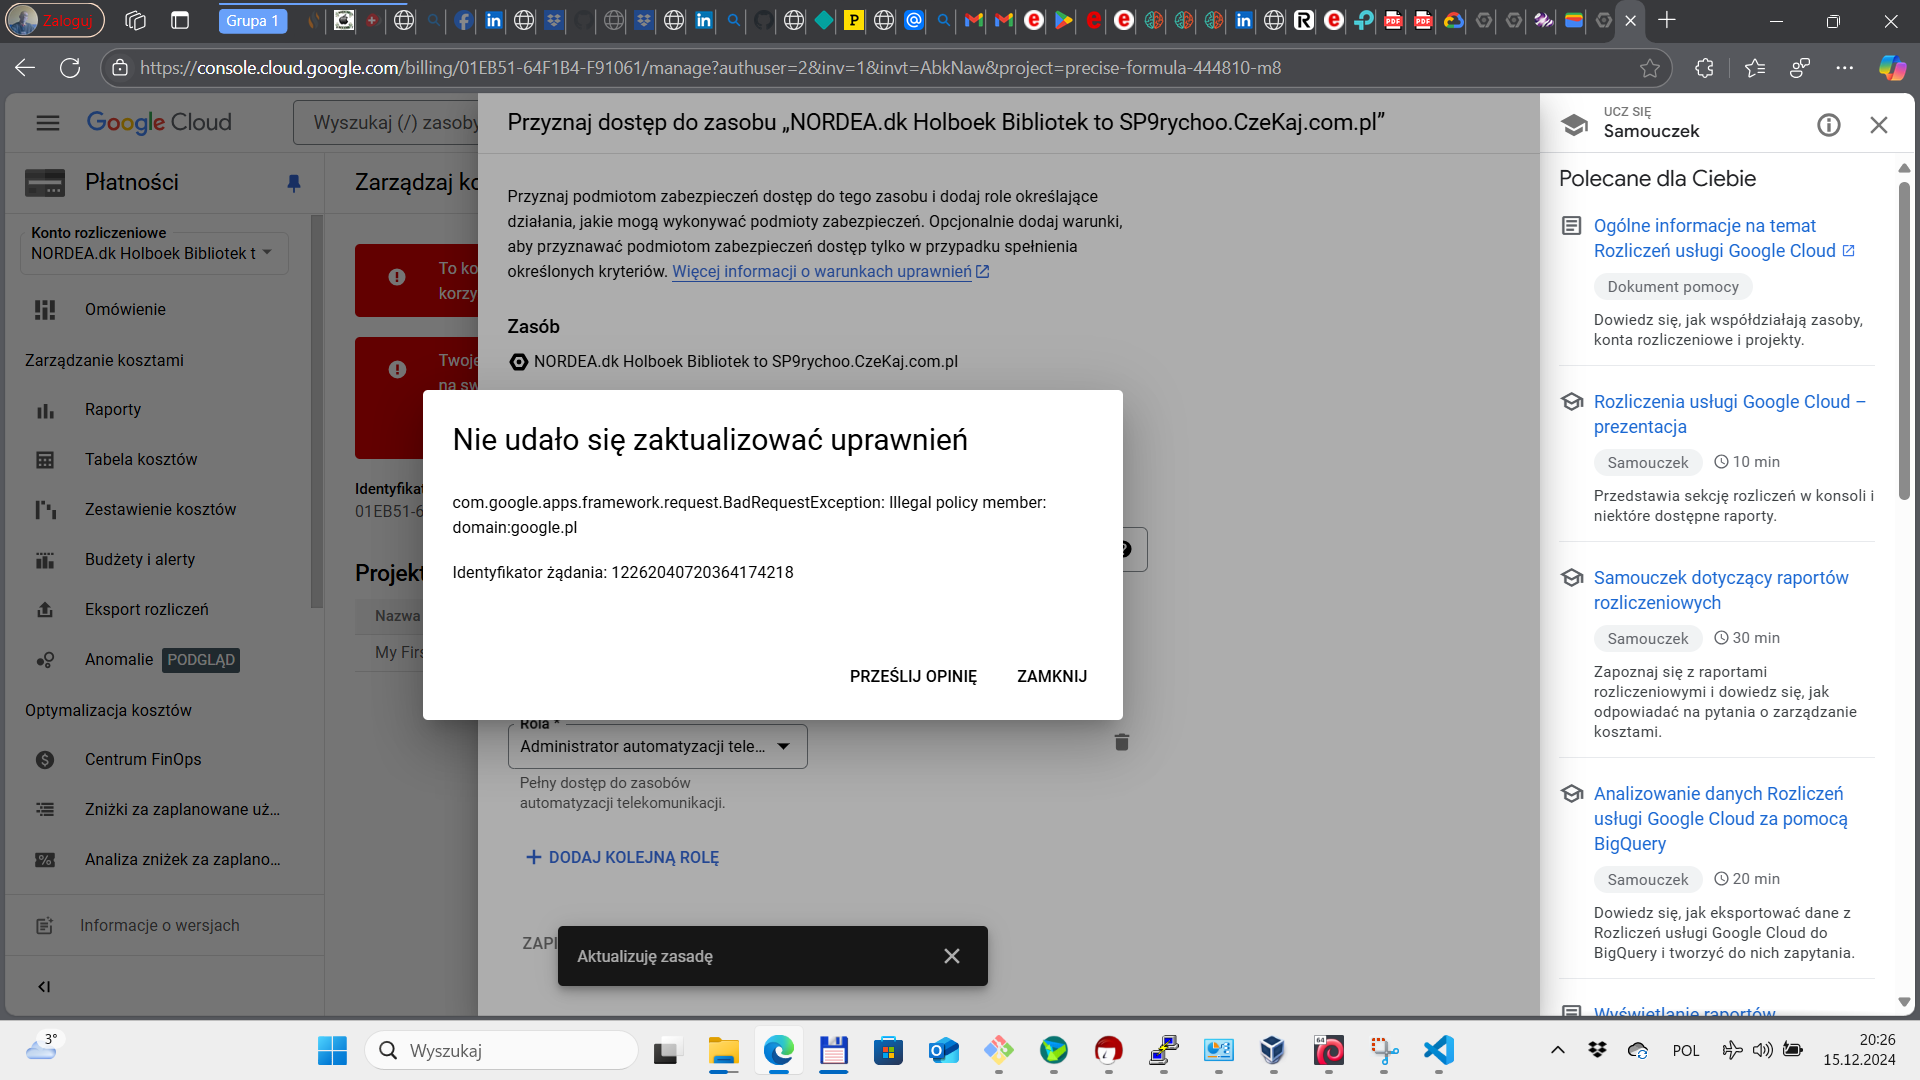 Zaloguj
Grupa 1
https://console.cloud.google.com/billing/01EB51-64F1B4-F91061/manage?authuser=2&inv=1&invt=AbkNaw&project=precise-formula-444810-m8
Google Cloud
Wyszukaj (/) zasoby
Płatności
Konto rozliczeniowe
NORDEA.dk Holboek Bibliotek t
Omówienie
Zarządzanie kosztami
Raporty
Tabela kosztów
Zestawienie kosztów
Budżety i alerty
Eksport rozliczeń
Anomalie PODGLĄD
Optymalizacja kosztów
Centrum FinOps
Zniżki za zaplanowane uż...
Analiza zniżek za zaplano...
Informacje o wersjach
Zarządzaj ko
To ko
korzy
Twoje
na sw
Identyfikat
01EB51-6
Projekt
Nazwa
My Firs
Przyznaj dostęp do zasobu „NORDEA.dk Holboek Bibliotek to SP9rychoo.CzeKaj.com.pl”
Przyznaj podmiotom zabezpieczeń dostęp do tego zasobu i dodaj role określające
działania, jakie mogą wykonywać podmioty zabezpieczeń. Opcjonalnie dodaj warunki,
aby przyznawać podmiotom zabezpieczeń dostęp tylko w przypadku spełnienia
określonych kryteriów. Więcej informacji o warunkach uprawnień
Zasób
NORDEA.dk Holboek Bibliotek to SP9rychoo.CzeKaj.com.pl
Nie udało się zaktualizować uprawnień
com.google.apps.framework.request.BadRequestException: Illegal policy member:
domain:google.pl
Identyfikator żądania: 12262040720364174218
PRZEŚLIJ OPINIĘ
ZAMKNIJ
Rola *
Administrator automatyzacji tele...
Pełny dostęp do zasobów
automatyzacji telekomunikacji.
DODAJ KOLEJNĄ ROLĘ
ZAPI
Aktualizuję zasadę
UCZ SIĘ
Samouczek
Polecane dla Ciebie
Ogólne informacje na temat
Rozliczeń usługi Google Cloud
Dokument pomocy
Dowiedz się, jak współdziałają zasoby,
konta rozliczeniowe i projekty.
Rozliczenia usługi Google Cloud –
prezentacja
Samouczek 10 min
Przedstawia sekcję rozliczeń w konsoli i
niektóre dostępne raporty.
Samouczek dotyczący raportów
rozliczeniowych
Samouczek 30 min
Zapoznaj się z raportami
rozliczeniowymi i dowiedz się, jak
odpowiadać na pytania o zarządzanie
kosztami.
Analizowanie danych Rozliczeń
usługi Google Cloud za pomocą
BigQuery
Samouczek 20 min
Dowiedz się, jak eksportować dane z
Rozliczeń usługi Google Cloud do
BigQuery i tworzyć do nich zapytania.
Wyświetlanie raportów
3°
Wyszukaj
POL
20:26
15.12.2024